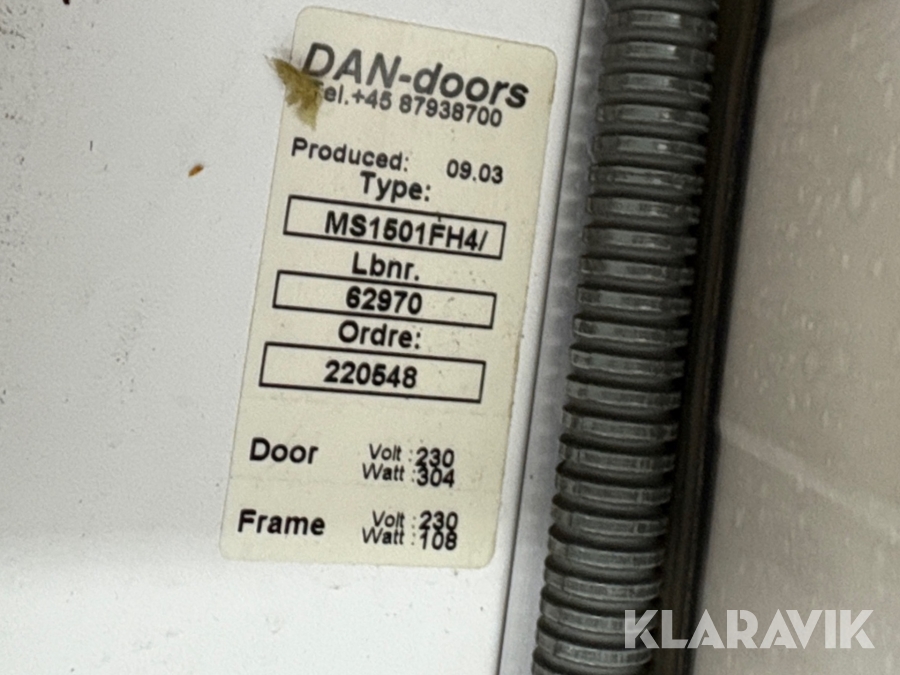 DAN-doors
Tel.+45 87938700
Produced: 09.03
Type:
MS1501FH4/
Lbnr.
62970
Ordre:
220548
Door Volt :230
Watt :304
Frame Volt :230
Watt :108
KLARAVIK